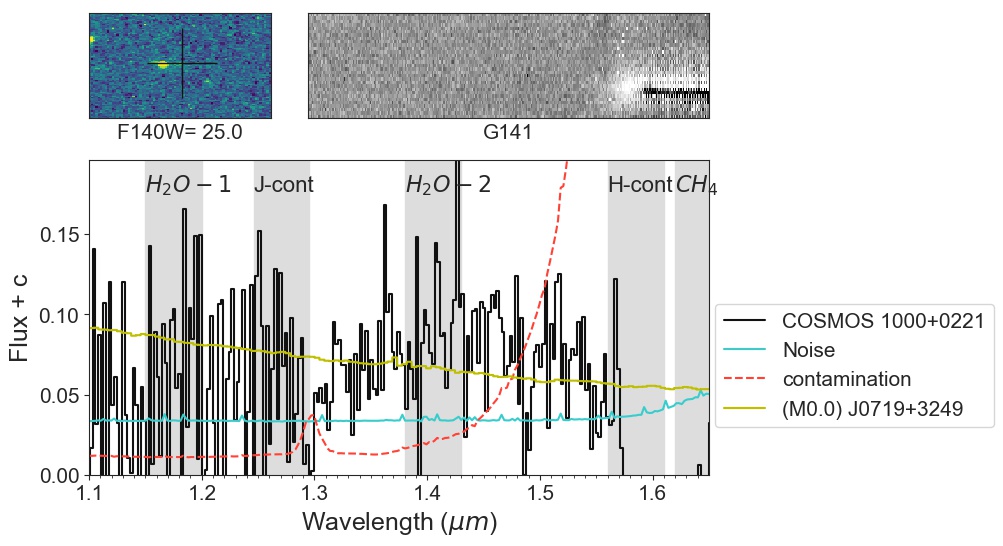 F140W= 25.0
G141
H₂O − 1 J-cont H₂O − 2 H-cont CH₄
0.15
0.10
0.05
0.00
Flux + c
1.1 1.2 1.3 1.4 1.5 1.6
Wavelength (μm)
COSMOS 1000+0221
Noise
contamination
(M0.0) J0719+3249